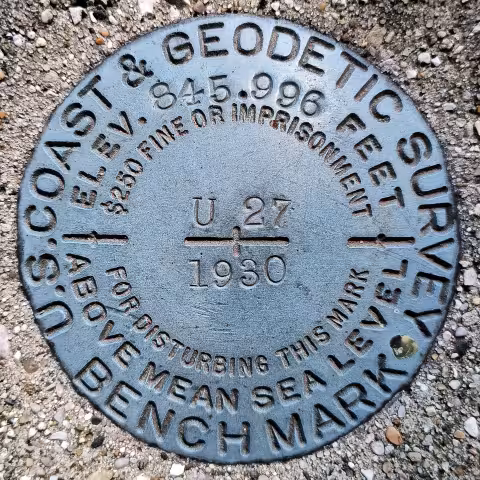 U.S. COAST & GEODETIC SURVEY
ELEV. 845.996 FEET
$250 FINE OR IMPRISONMENT
U 27
1930
FOR DISTURBING THIS MARK
ABOVE MEAN SEA LEVEL
BENCH MARK